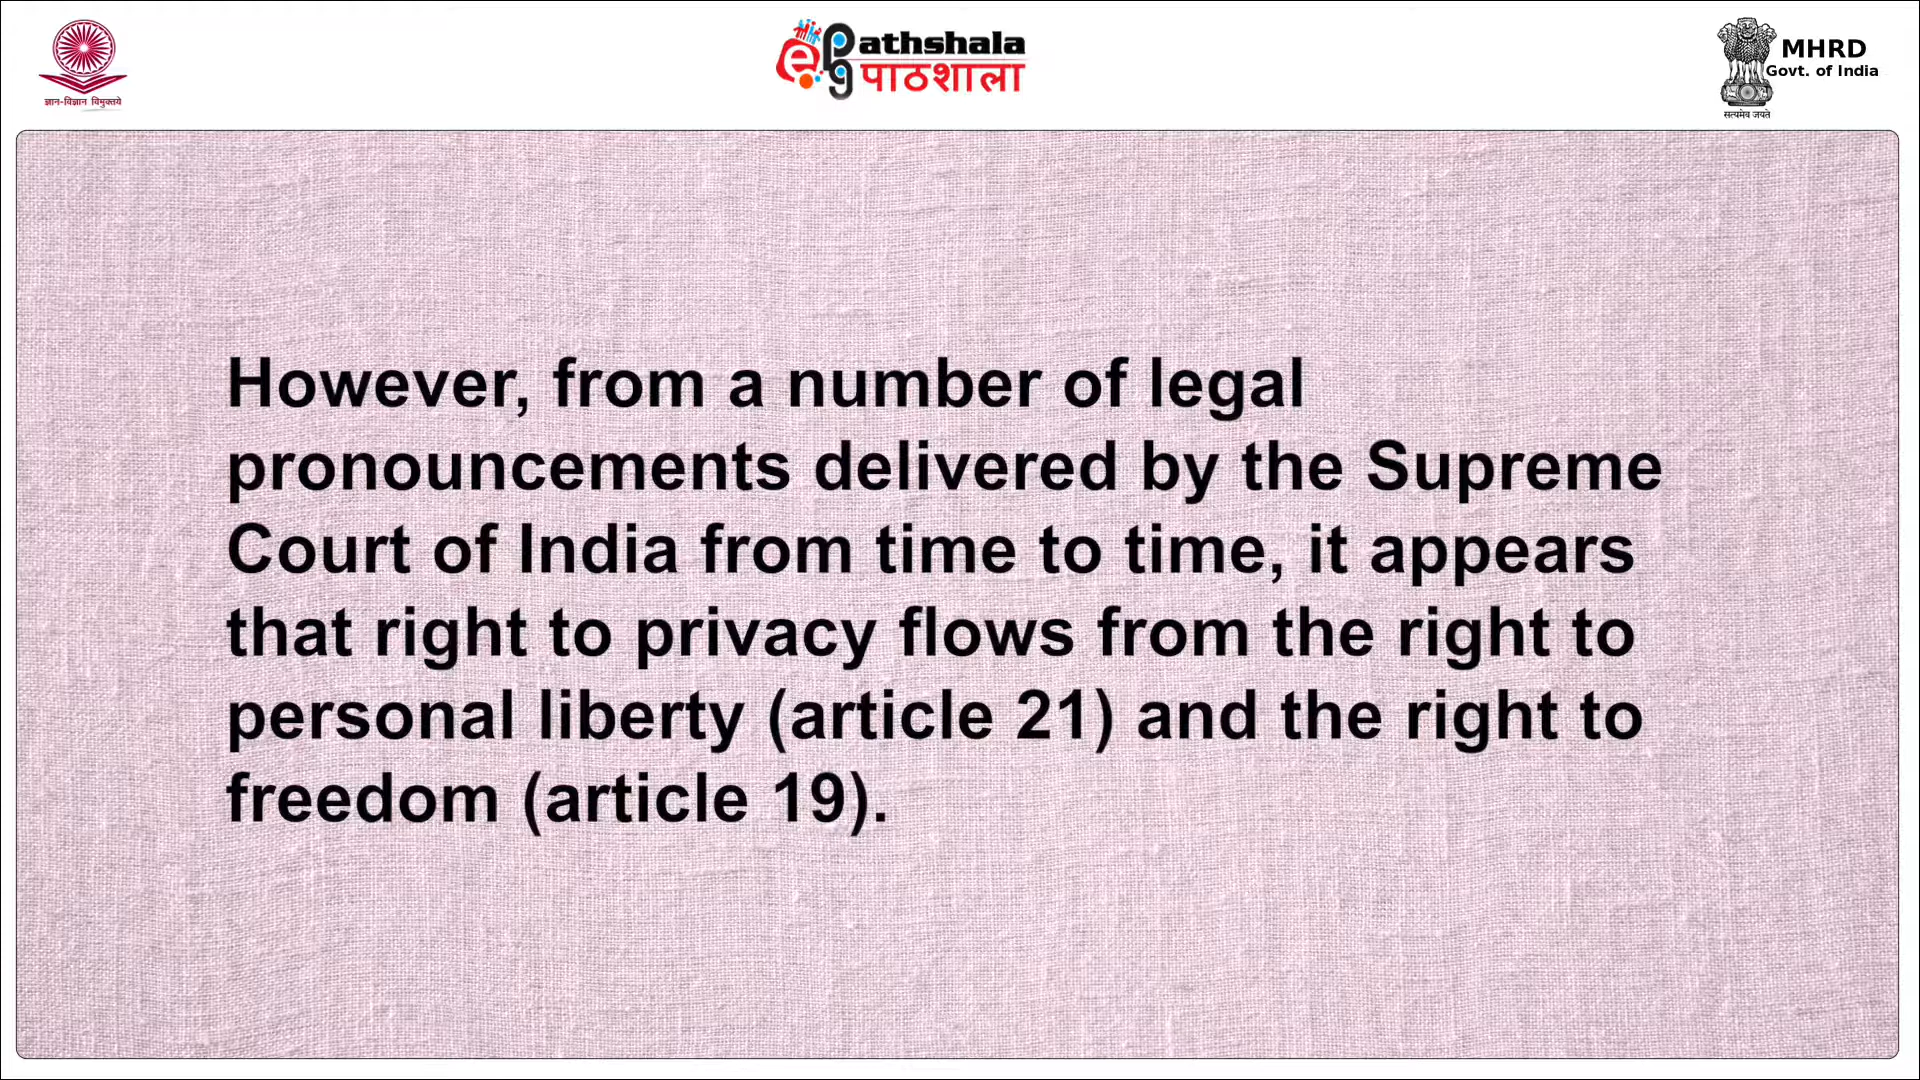 ज्ञान-विज्ञान विमुक्तये
ePG Pathshala
पाठशाला
MHRD
Govt. of India
सत्यमेव जयते
However, from a number of legal
pronouncements delivered by the Supreme
Court of India from time to time, it appears
that right to privacy flows from the right to
personal liberty (article 21) and the right to
freedom (article 19).